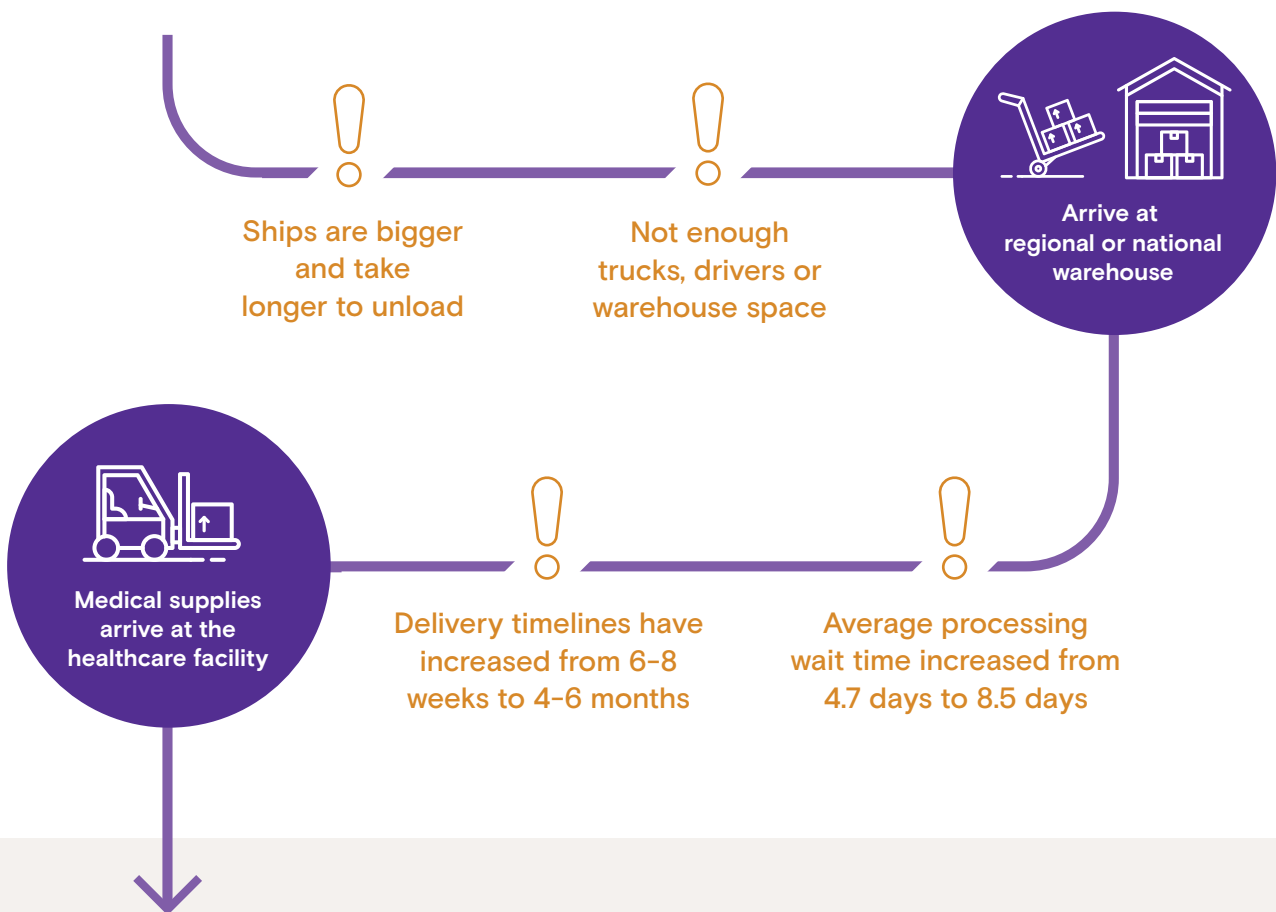 Ships are bigger
and take
longer to unload
Not enough
trucks, drivers or
warehouse space
Arrive at
regional or national
warehouse
Average processing
wait time increased from
4.7 days to 8.5 days
Delivery timelines have
increased from 6-8
weeks to 4-6 months
Medical supplies
arrive at the
healthcare facility